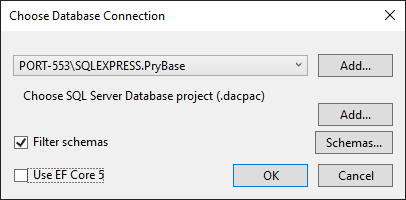 Choose Database Connection
PORT-553\SQLEXPRESS.PryBase
Add...
Choose SQL Server Database project (.dacpac)
Add...
Filter schemas
Schemas...
Use EF Core 5
OK
Cancel